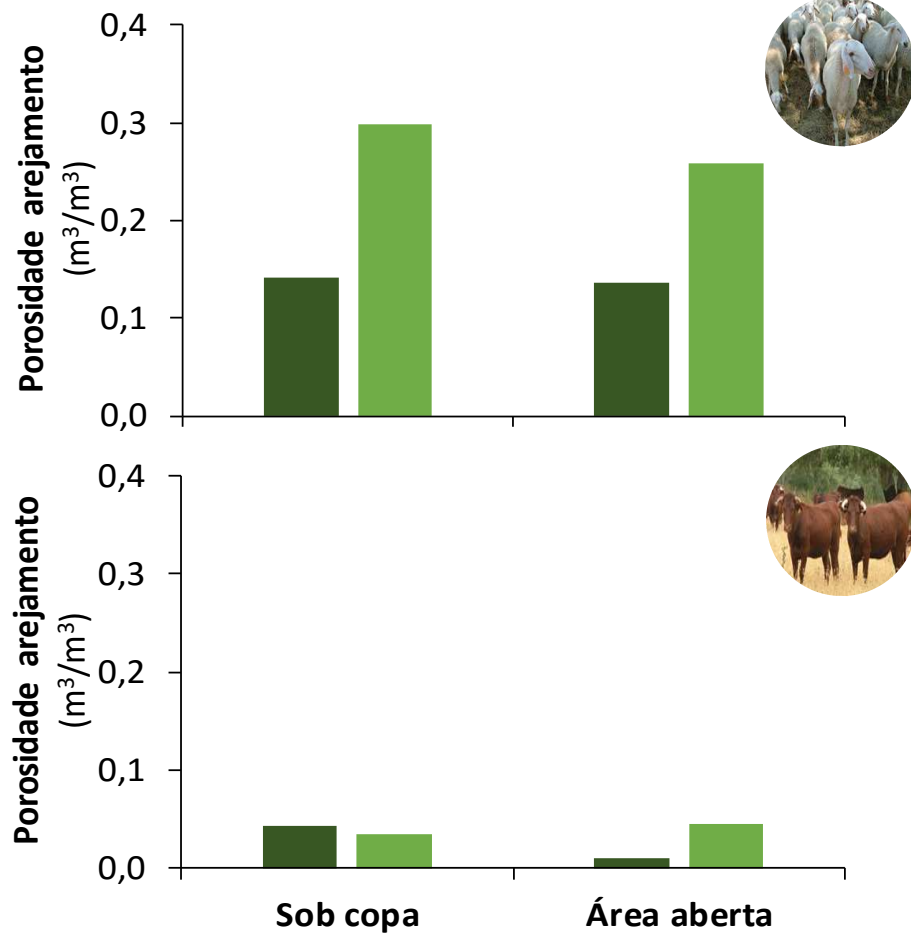 Porosidade arejamento
(m³/m³)
0,4
0,3
0,2
0,1
0,0
Porosidade arejamento
(m³/m³)
0,4
0,3
0,2
0,1
0,0
Sob copa
Área aberta